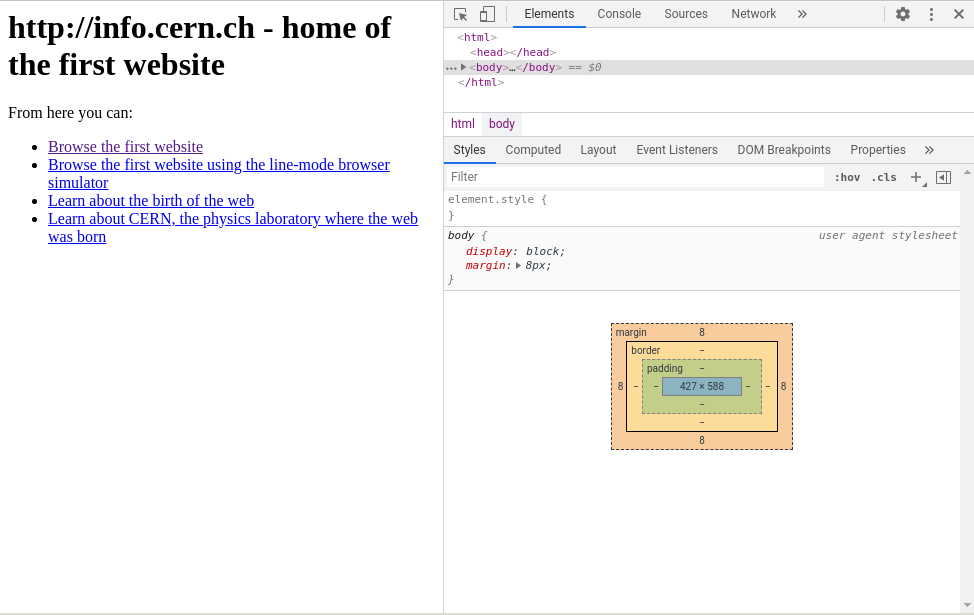 http://info.cern.ch - home of
the first website
From here you can:
Browse the first website
Browse the first website using the line-mode browser
simulator
Learn about the birth of the web
Learn about CERN, the physics laboratory where the web
was born
Elements Console Sources Network »
<html>
<head></head>
… <body>…</body> == $0
</html>
html body
Styles Computed Layout Event Listeners DOM Breakpoints Properties »
Filter :hov .cls +
element.style {
}
body { user agent stylesheet
display: block;
margin: 8px;
}
margin 8
border –
padding –
8 – – 427 × 588 – – 8
–
–
8